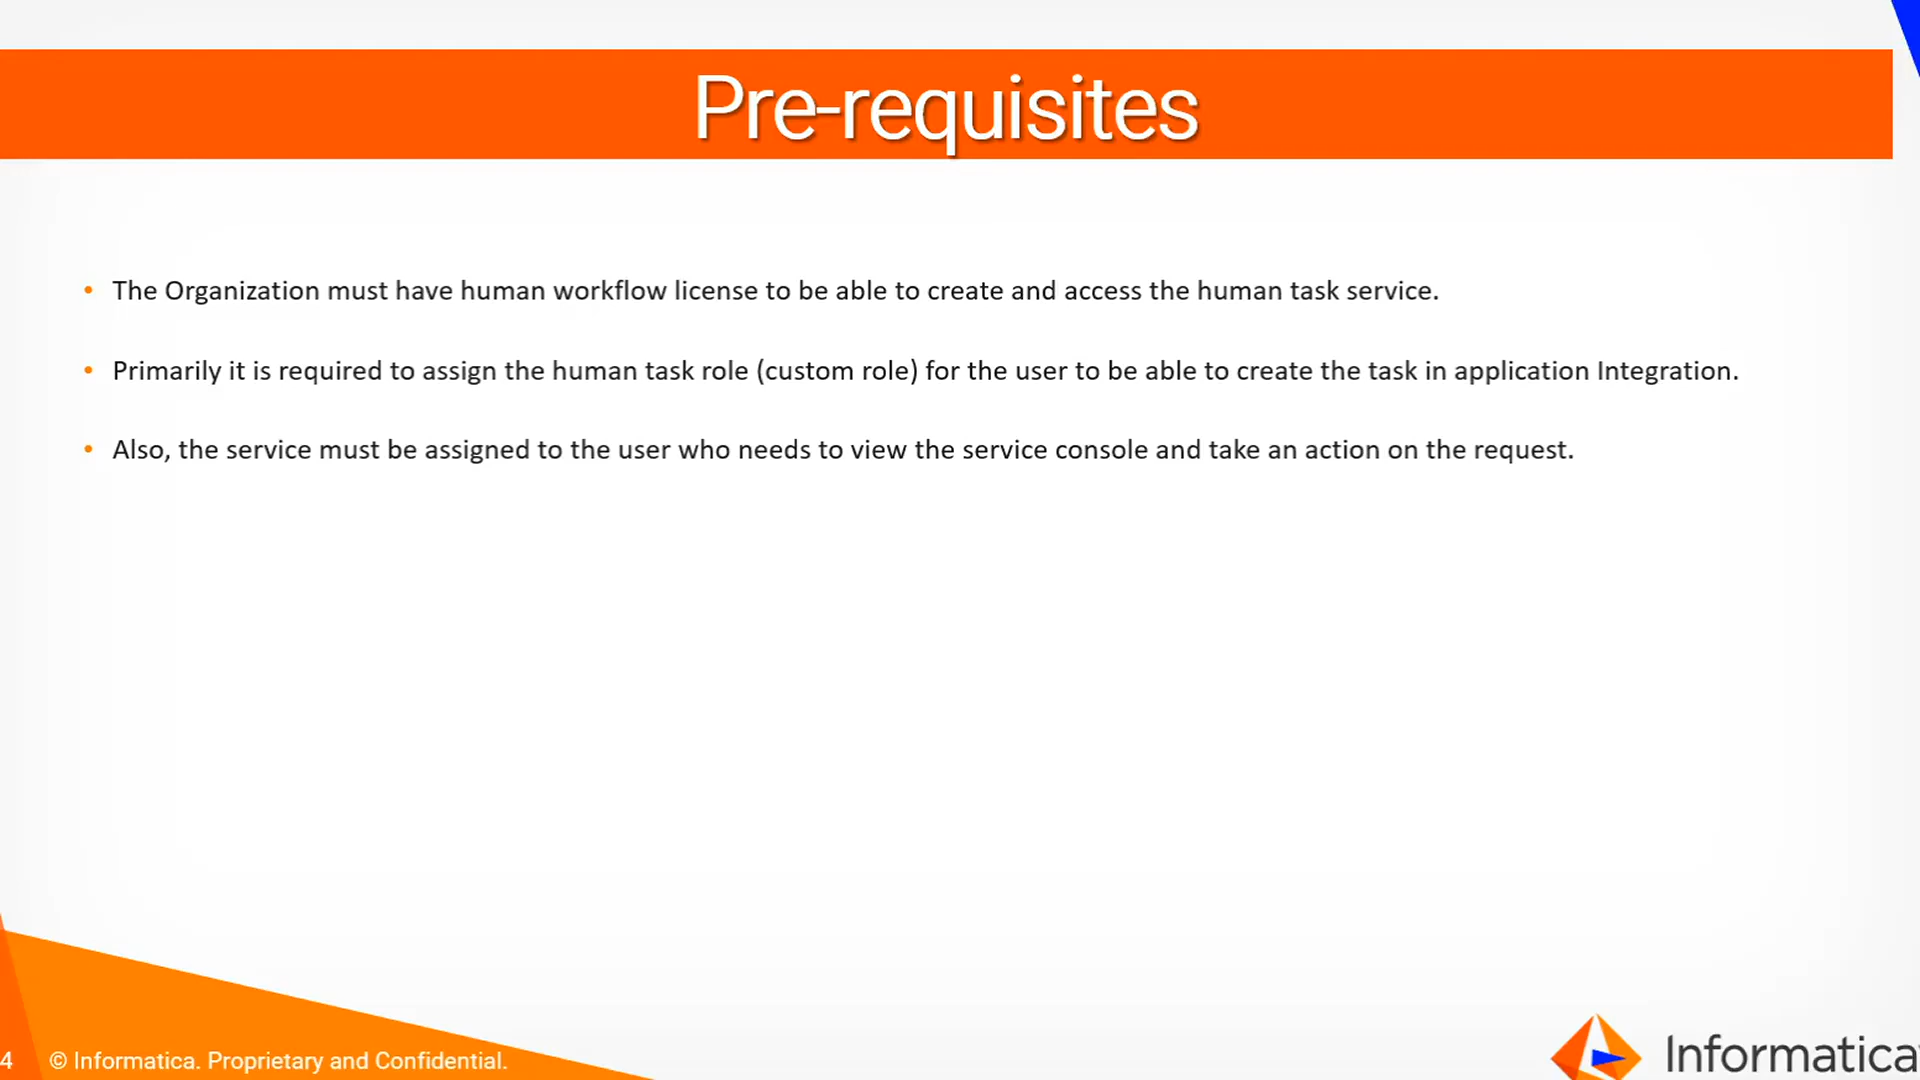 Pre-requisites
• The Organization must have human workflow license to be able to create and access the human task service.
• Primarily it is required to assign the human task role (custom role) for the user to be able to create the task in application Integration.
• Also, the service must be assigned to the user who needs to view the service console and take an action on the request.
4 © Informatica. Proprietary and Confidential.
Informatica